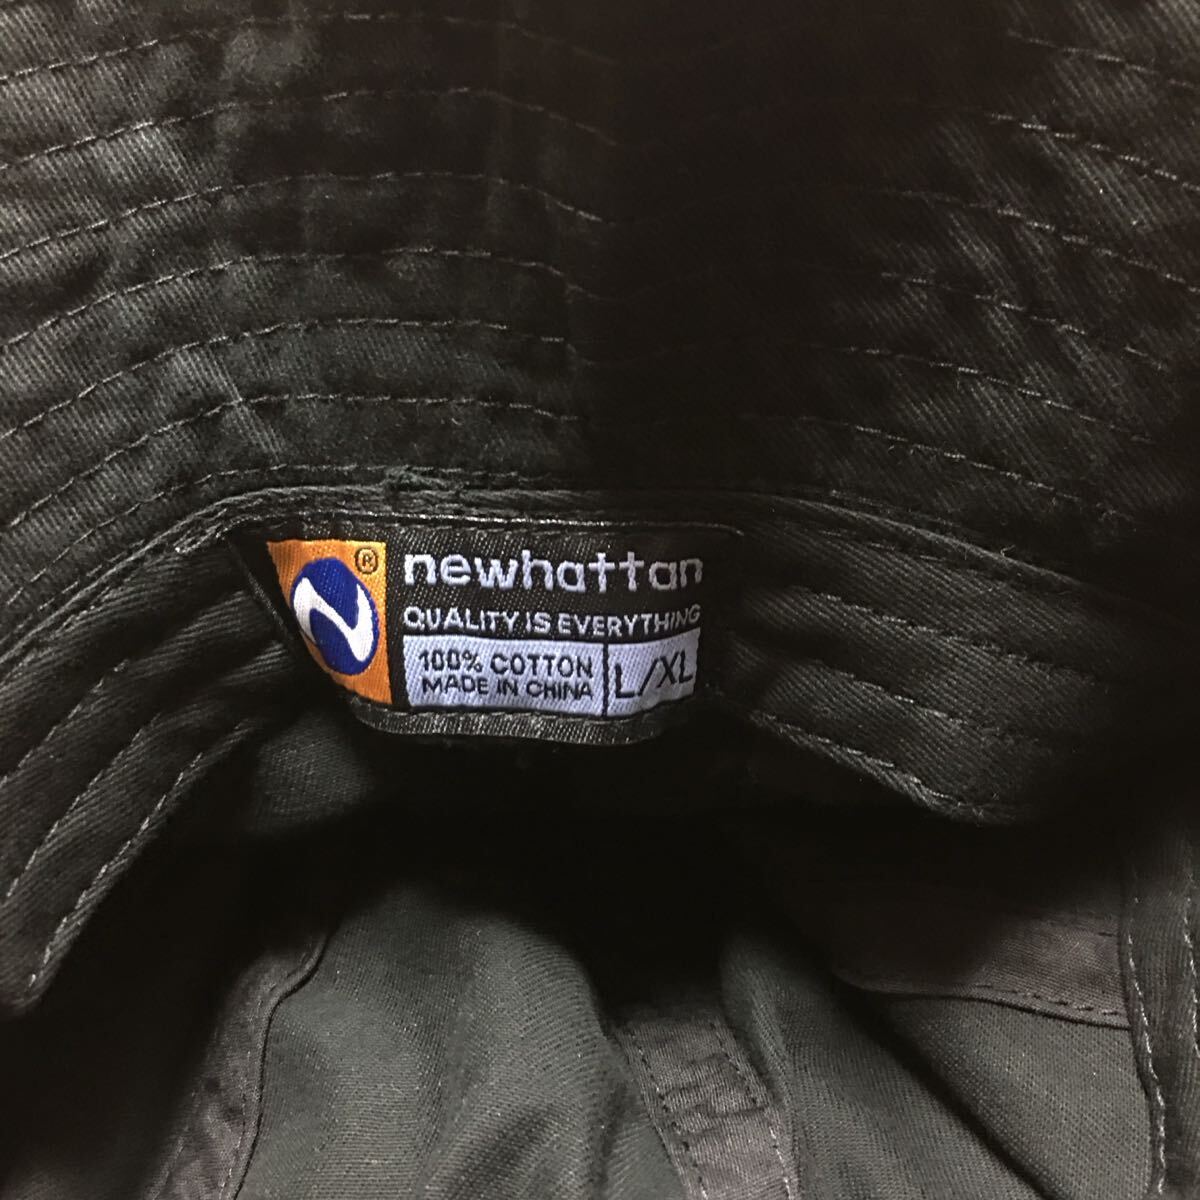 ®
newhattan
QUALITY IS EVERYTHING
100% COTTON
MADE IN CHINA
L/XL